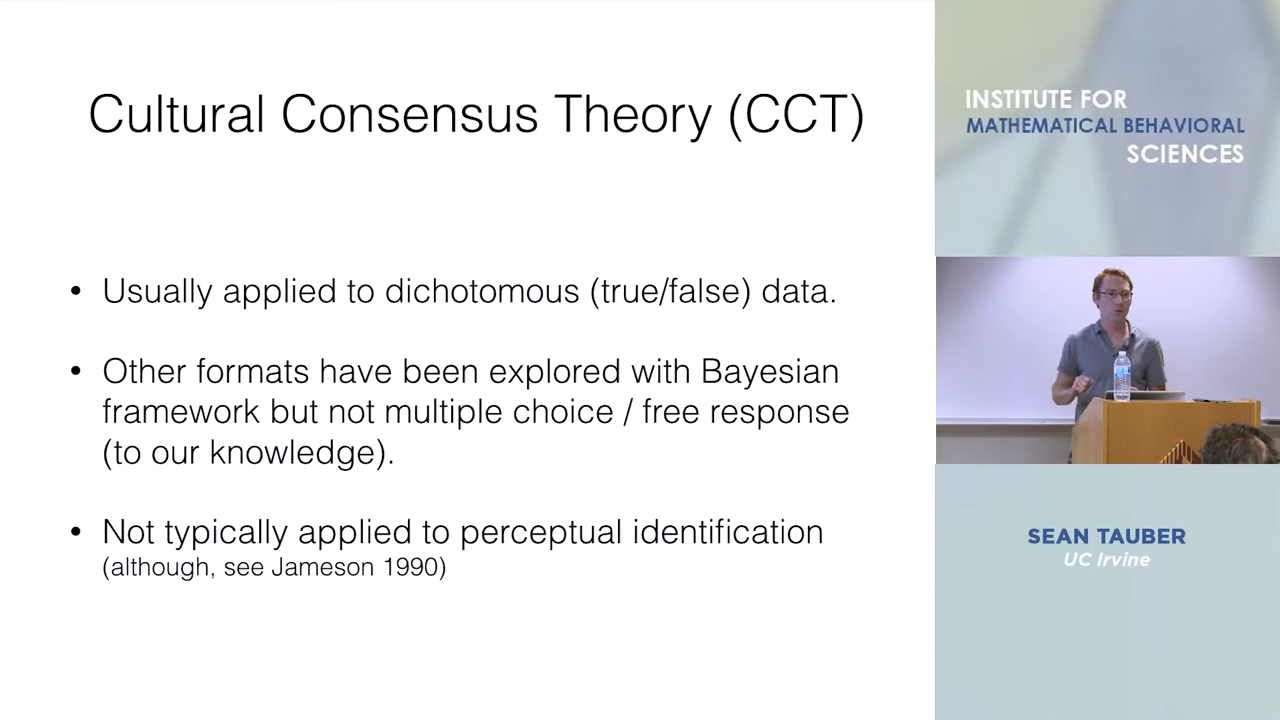 Cultural Consensus Theory (CCT)
• Usually applied to dichotomous (true/false) data.
• Other formats have been explored with Bayesian
framework but not multiple choice / free response
(to our knowledge).
• Not typically applied to perceptual identification
(although, see Jameson 1990)
INSTITUTE FOR
MATHEMATICAL BEHAVIORAL
SCIENCES
SEAN TAUBER
UC Irvine